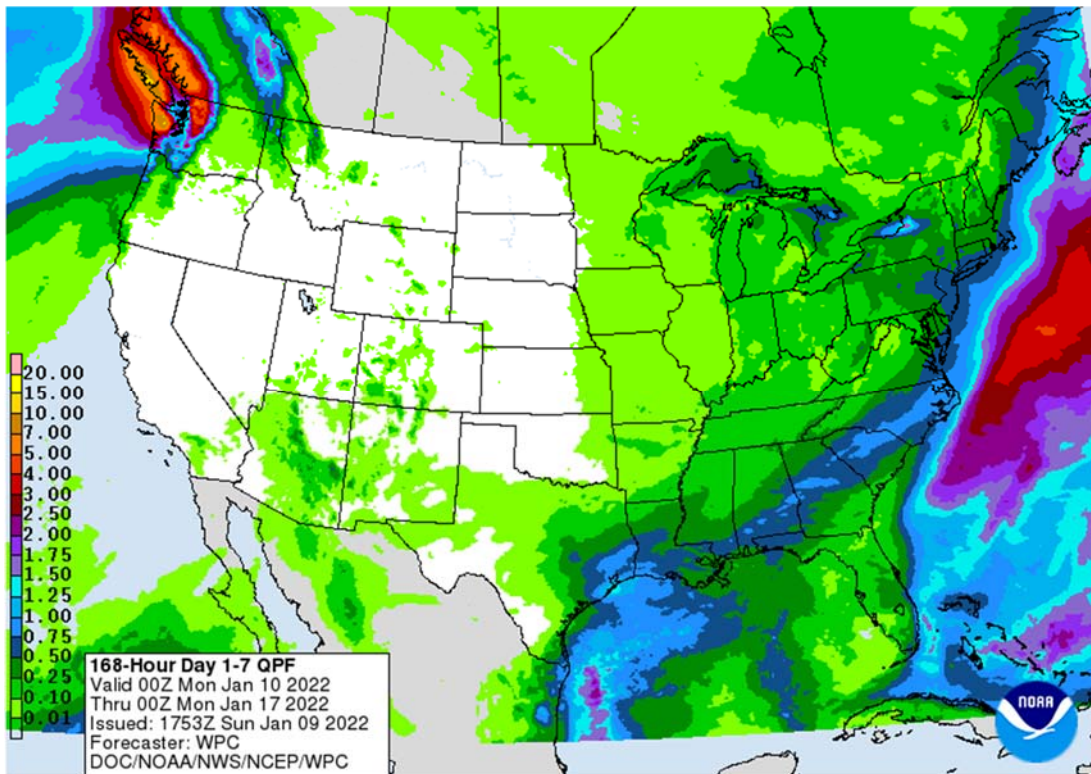 20.00
15.00
10.00
7.00
5.00
4.00
3.00
2.50
2.00
1.75
1.50
1.25
1.00
0.75
0.50
0.25
0.10
0.01
168-Hour Day 1-7 QPF
Valid 00Z Mon Jan 10 2022
Thru 00Z Mon Jan 17 2022
Issued: 1753Z Sun Jan 09 2022
Forecaster: WPC
DOC/NOAA/NWS/NCEP/WPC
NOAA